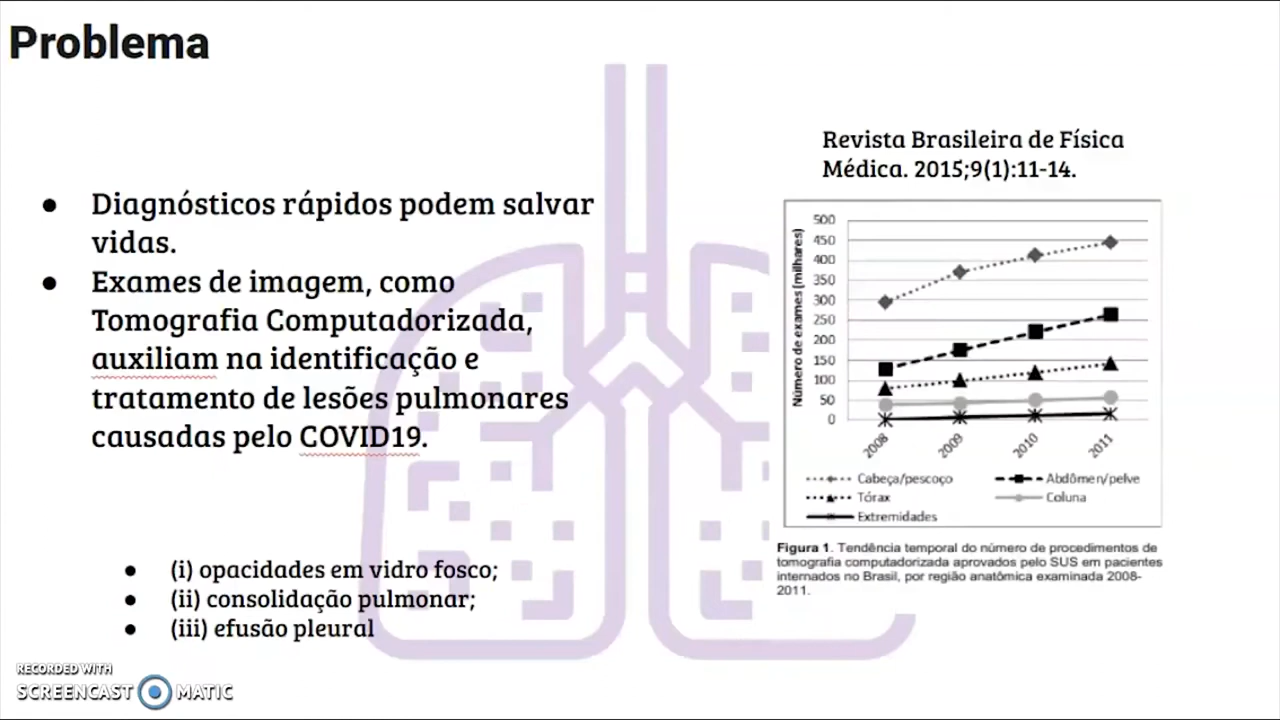 Problema
Diagnósticos rápidos podem salvar
vidas.
Exames de imagem, como
Tomografia Computadorizada,
auxiliam na identificação e
tratamento de lesões pulmonares
causadas pelo COVID19.
(i) opacidades em vidro fosco;
(ii) consolidação pulmonar;
(iii) efusão pleural
Revista Brasileira de Física
Médica. 2015;9(1):11-14.
Número de exames (milhares)
500
450
400
350
300
250
200
150
100
50
0
2008
2009
2010
2011
Cabeça/pescoço
Abdômen/pelve
Tórax
Coluna
Extremidades
Figura 1. Tendência temporal do número de procedimentos de
tomografia computadorizada aprovados pelo SUS em pacientes
internados no Brasil, por região anatômica examinada 2008-
2011.
RECORDED WITH
SCREENCAST MATIC